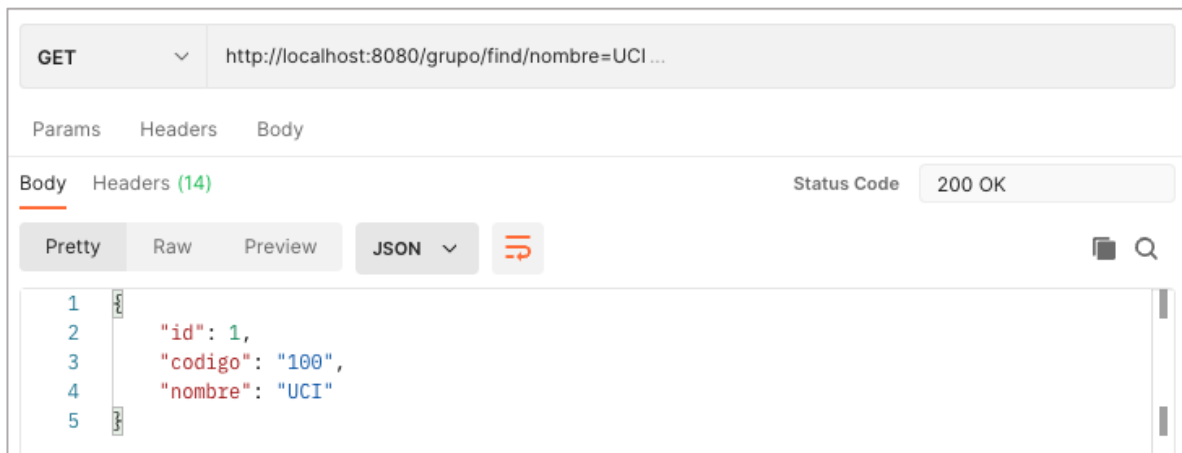 GET http://localhost:8080/grupo/find/nombre=UCI ...
Params Headers Body
Body Headers (14) Status Code 200 OK
Pretty Raw Preview JSON
1 {
2 "id": 1,
3 "codigo": "100",
4 "nombre": "UCI"
5 }